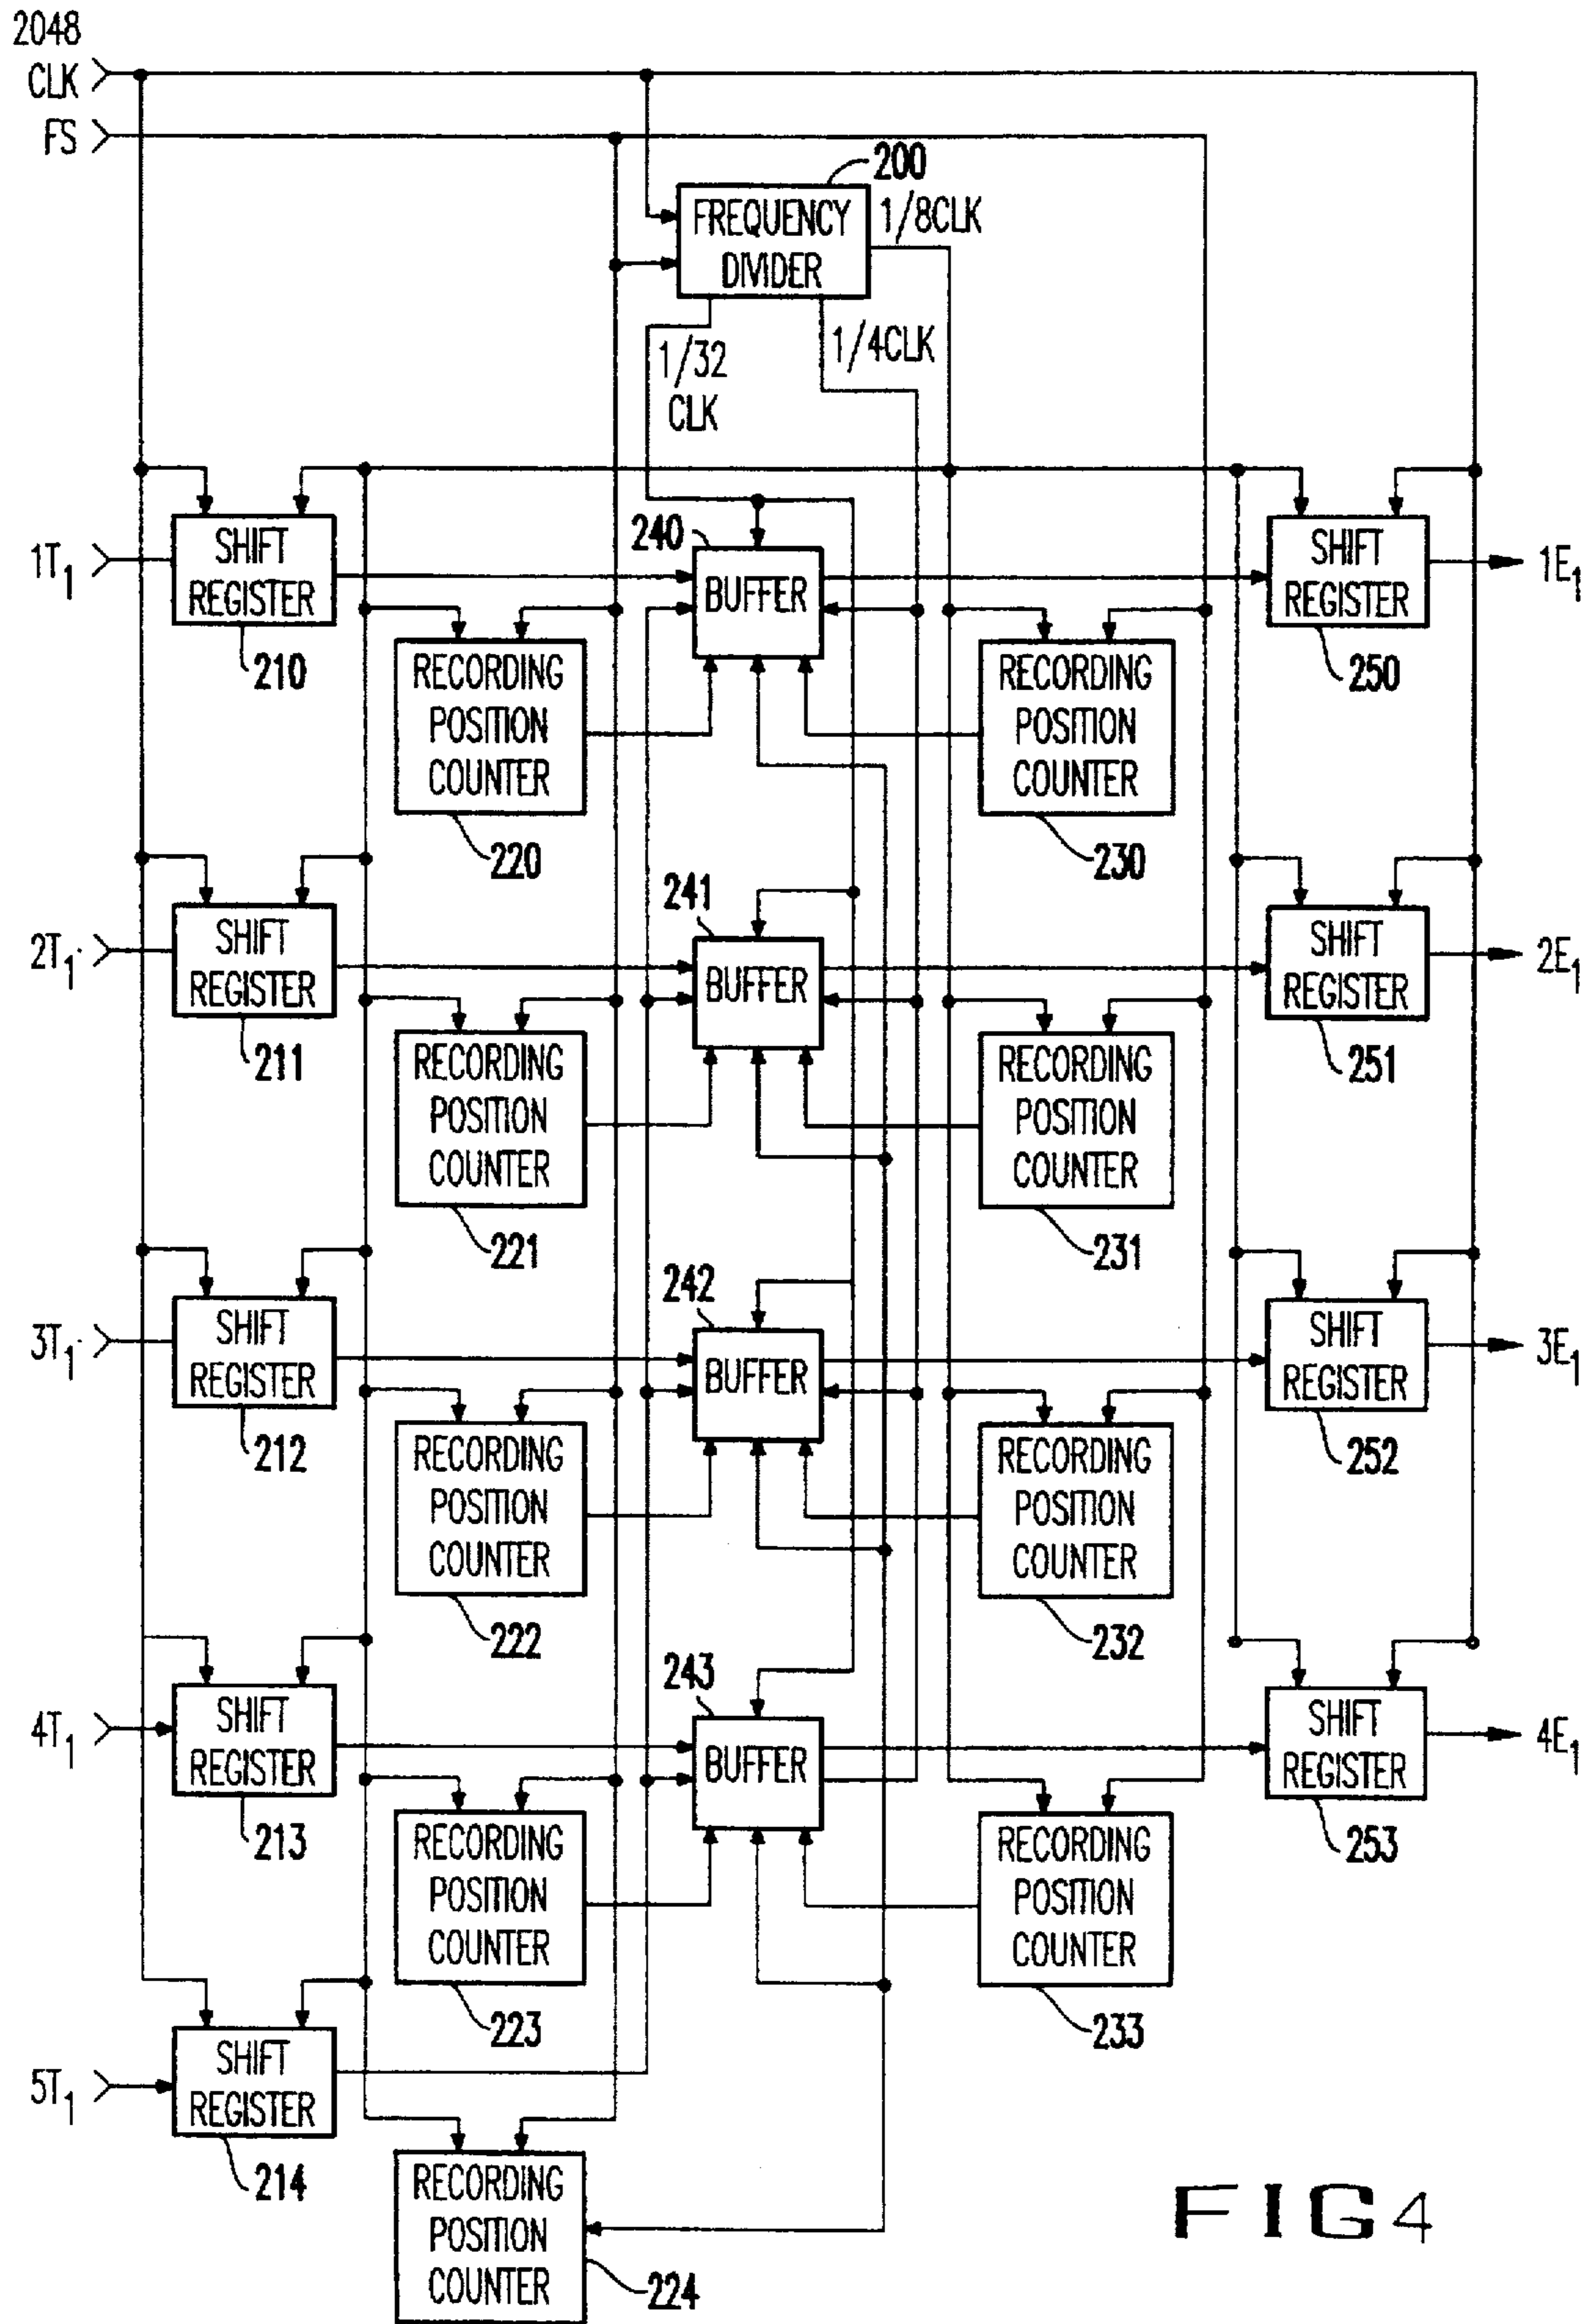 2048
CLK
FS
200
FREQUENCY
DIVIDER
1/8CLK
1/32
CLK
1/4CLK
1T1
SHIFT
REGISTER
210
240
BUFFER
SHIFT
REGISTER
250
1E1
RECORDING
POSITION
COUNTER
220
RECORDING
POSITION
COUNTER
230
2T1
SHIFT
REGISTER
211
241
BUFFER
SHIFT
REGISTER
251
2E1
RECORDING
POSITION
COUNTER
221
RECORDING
POSITION
COUNTER
231
3T1
SHIFT
REGISTER
212
242
BUFFER
SHIFT
REGISTER
252
3E1
RECORDING
POSITION
COUNTER
222
RECORDING
POSITION
COUNTER
232
4T1
SHIFT
REGISTER
213
243
BUFFER
SHIFT
REGISTER
253
4E1
RECORDING
POSITION
COUNTER
223
RECORDING
POSITION
COUNTER
233
5T1
SHIFT
REGISTER
214
RECORDING
POSITION
COUNTER
224
FIG 4